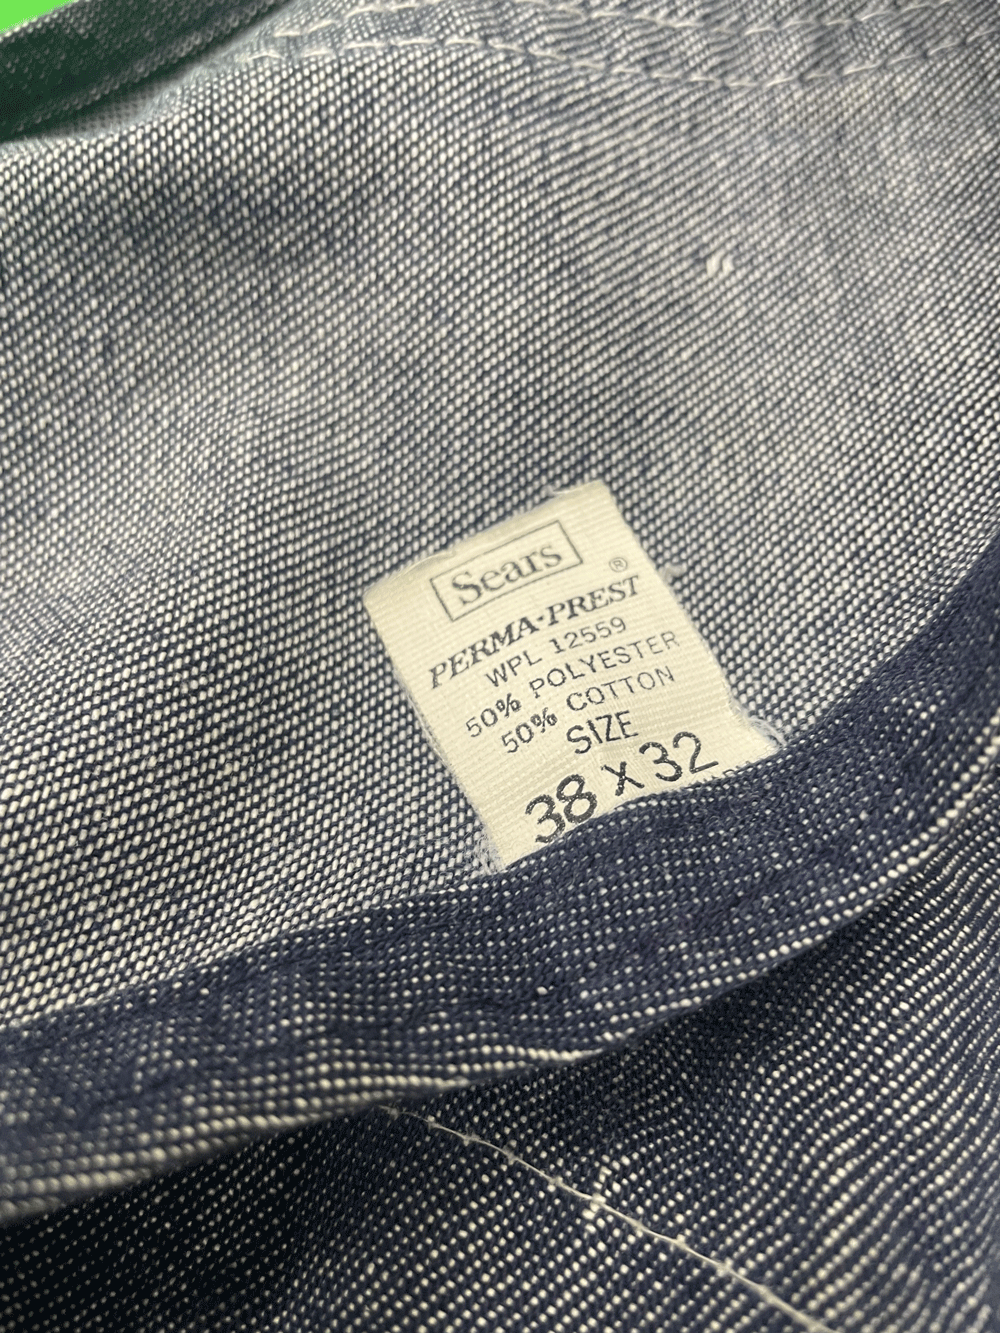 Sears
®
PERMA-PREST
WPL 12559
50% POLYESTER
50% COTTON
SIZE
38 x 32